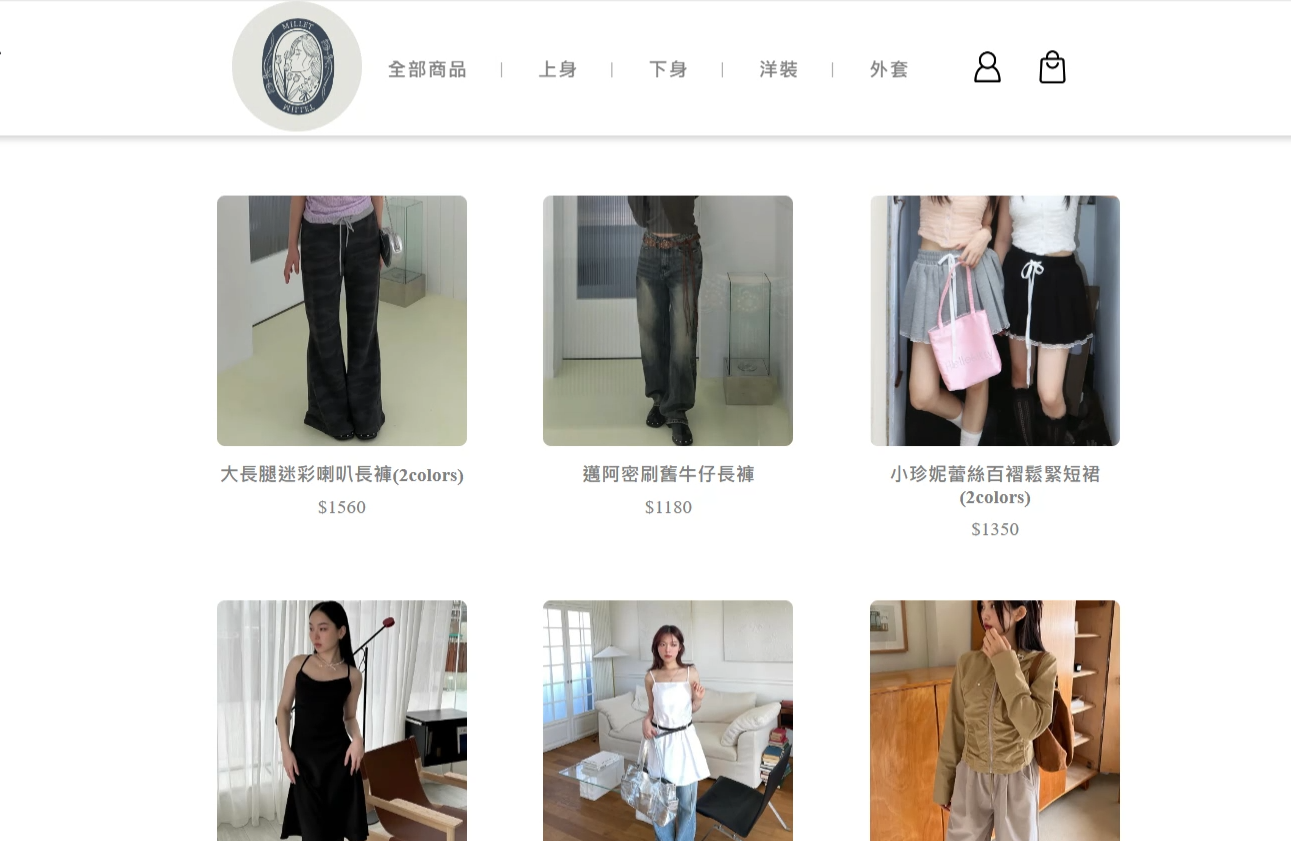 MILLET
全部商品 | 上身 | 下身 | 洋裝 | 外套
大長腿迷彩喇叭長褲(2colors)
$1560
邁阿密刷舊牛仔長褲
$1180
小珍妮蕾絲百褶鬆緊短裙
(2colors)
$1350